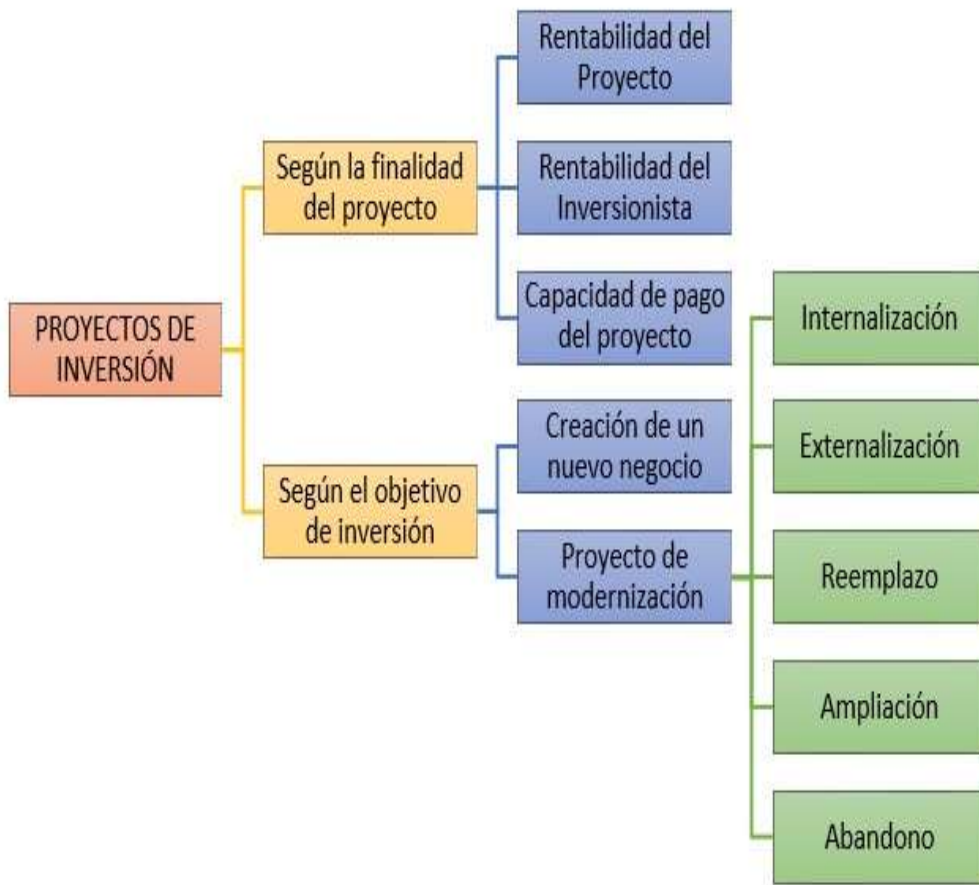 PROYECTOS DE
INVERSIÓN
Según la finalidad
del proyecto
Rentabilidad del
Proyecto
Rentabilidad del
Inversionista
Capacidad de pago
del proyecto
Según el objetivo
de inversión
Creación de un
nuevo negocio
Proyecto de
modernización
Internalización
Externalización
Reemplazo
Ampliación
Abandono